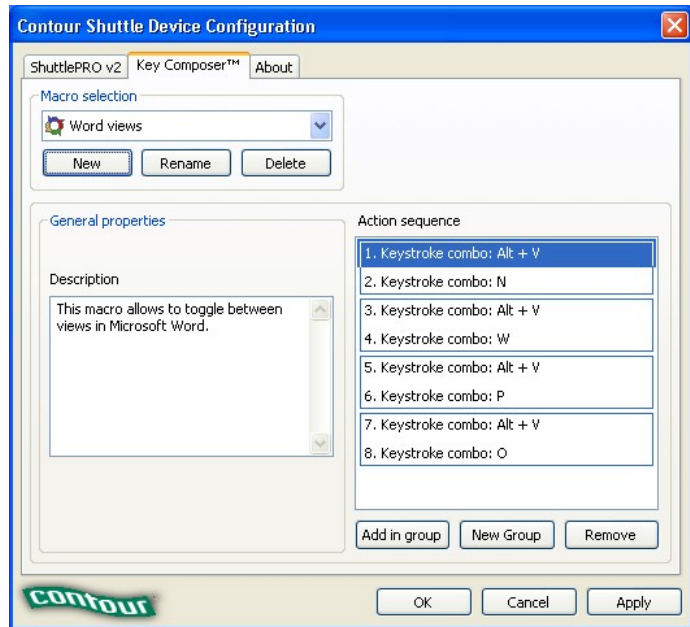 Contour Shuttle Device Configuration
ShuttlePRO v2 Key Composer™ About
Macro selection
Word views
New Rename Delete
General properties
Description
This macro allows to toggle between
views in Microsoft Word.
Action sequence
1. Keystroke combo: Alt + V
2. Keystroke combo: N
3. Keystroke combo: Alt + V
4. Keystroke combo: W
5. Keystroke combo: Alt + V
6. Keystroke combo: P
7. Keystroke combo: Alt + V
8. Keystroke combo: O
Add in group New Group Remove
contour
OK Cancel Apply